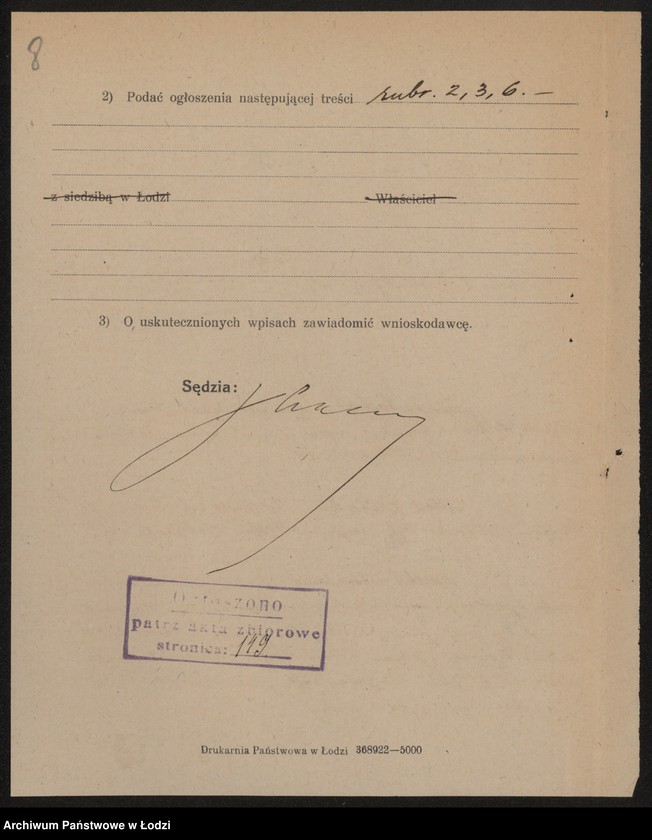 8
2) Podać ogłoszenia następującej treści rubr. 2, 3, 6. —
z siedzibą w Łodzi Właściciel
3) O uskutecznionych wpisach zawiadomić wnioskodawcę.
Sędzia:
Ogłoszono
patrz akta zbiorowe
stronica: 119
Drukarnia Państwowa w Łodzi 368922—5000
Archiwum Państwowe w Łodzi